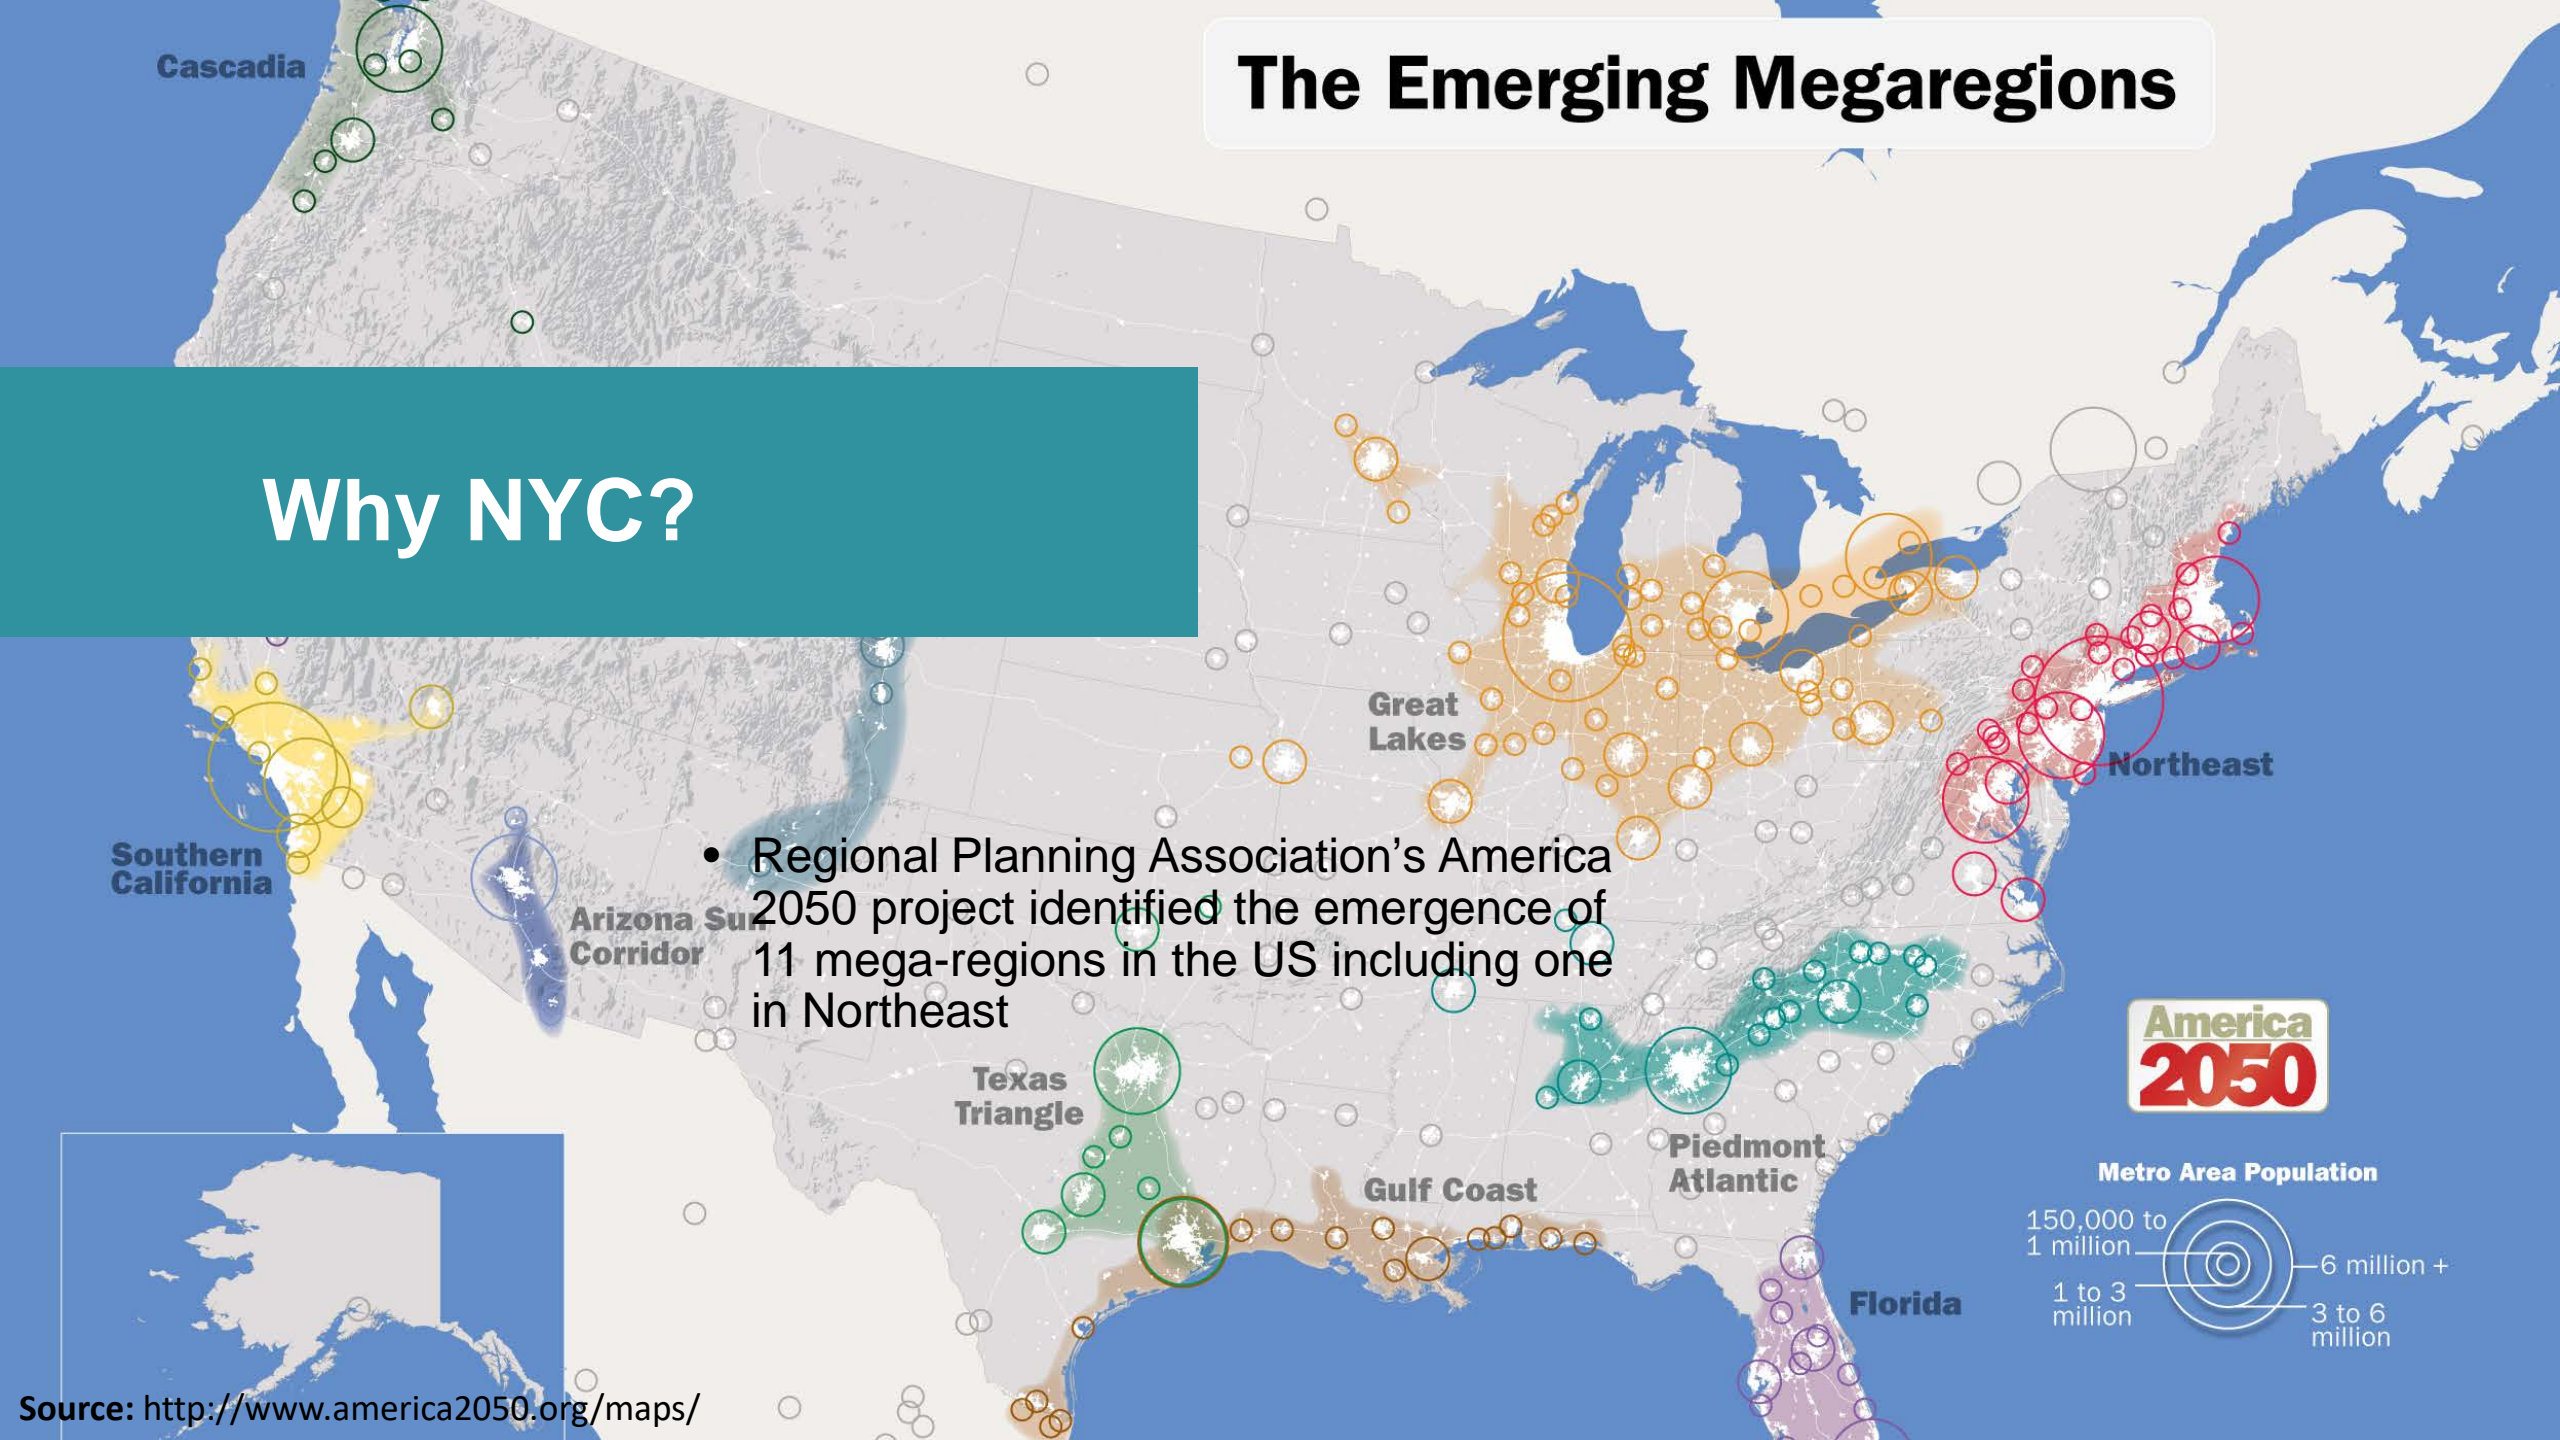 The Emerging Megaregions
Cascadia
Why NYC?
Great
Lakes
Northeast
Southern
California
Arizona Sun
Corridor
• Regional Planning Association’s America
2050 project identified the emergence of
11 mega-regions in the US including one
in Northeast
Texas
Triangle
Gulf Coast
Piedmont
Atlantic
Florida
America
2050
Metro Area Population
150,000 to
1 million
1 to 3
million
6 million +
3 to 6
million
Source: http://www.america2050.org/maps/